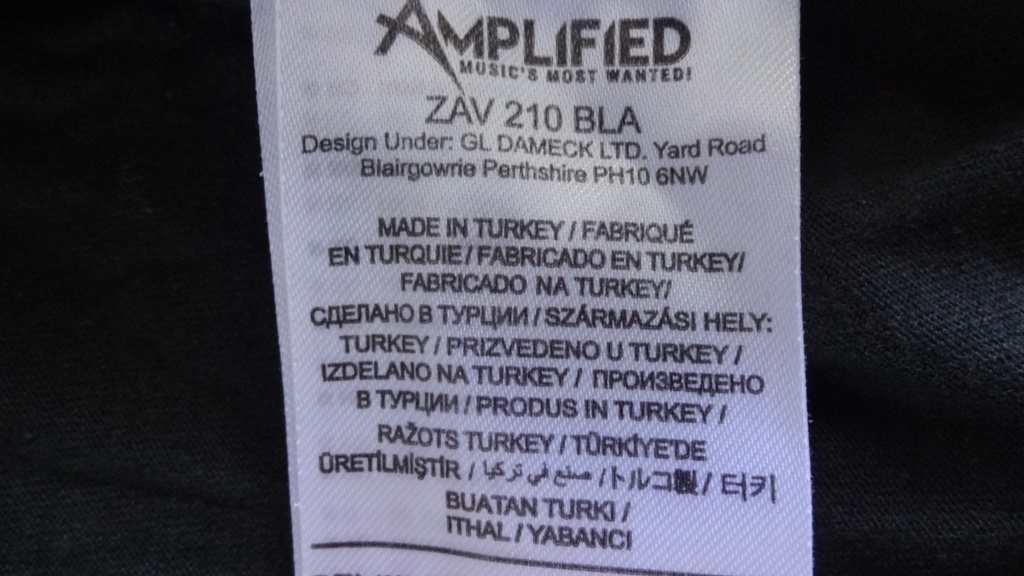 AMPLIFIED
MUSIC'S MOST WANTED!
ZAV 210 BLA
Design Under: GL DAMECK LTD. Yard Road
Blairgowrie Perthshire PH10 6NW
MADE IN TURKEY / FABRIQUÉ
EN TURQUIE / FABRICADO EN TURKEY/
FABRICADO NA TURKEY/
СДЕЛАНО В ТУРЦИИ / SZÁRMAZÁSI HELY:
TURKEY / PRIZVEDENO U TURKEY /
IZDELANO NA TURKEY / ПРОИЗВЕДЕНО
В ТУРЦИИ / PRODUS IN TURKEY /
RAŽOTS TURKEY / TÜRKİYE'DE
ÜRETİLMİŞTİR / صنع في تركيا / トルコ製 / 터키
BUATAN TURKI /
ITHAL / YABANCI